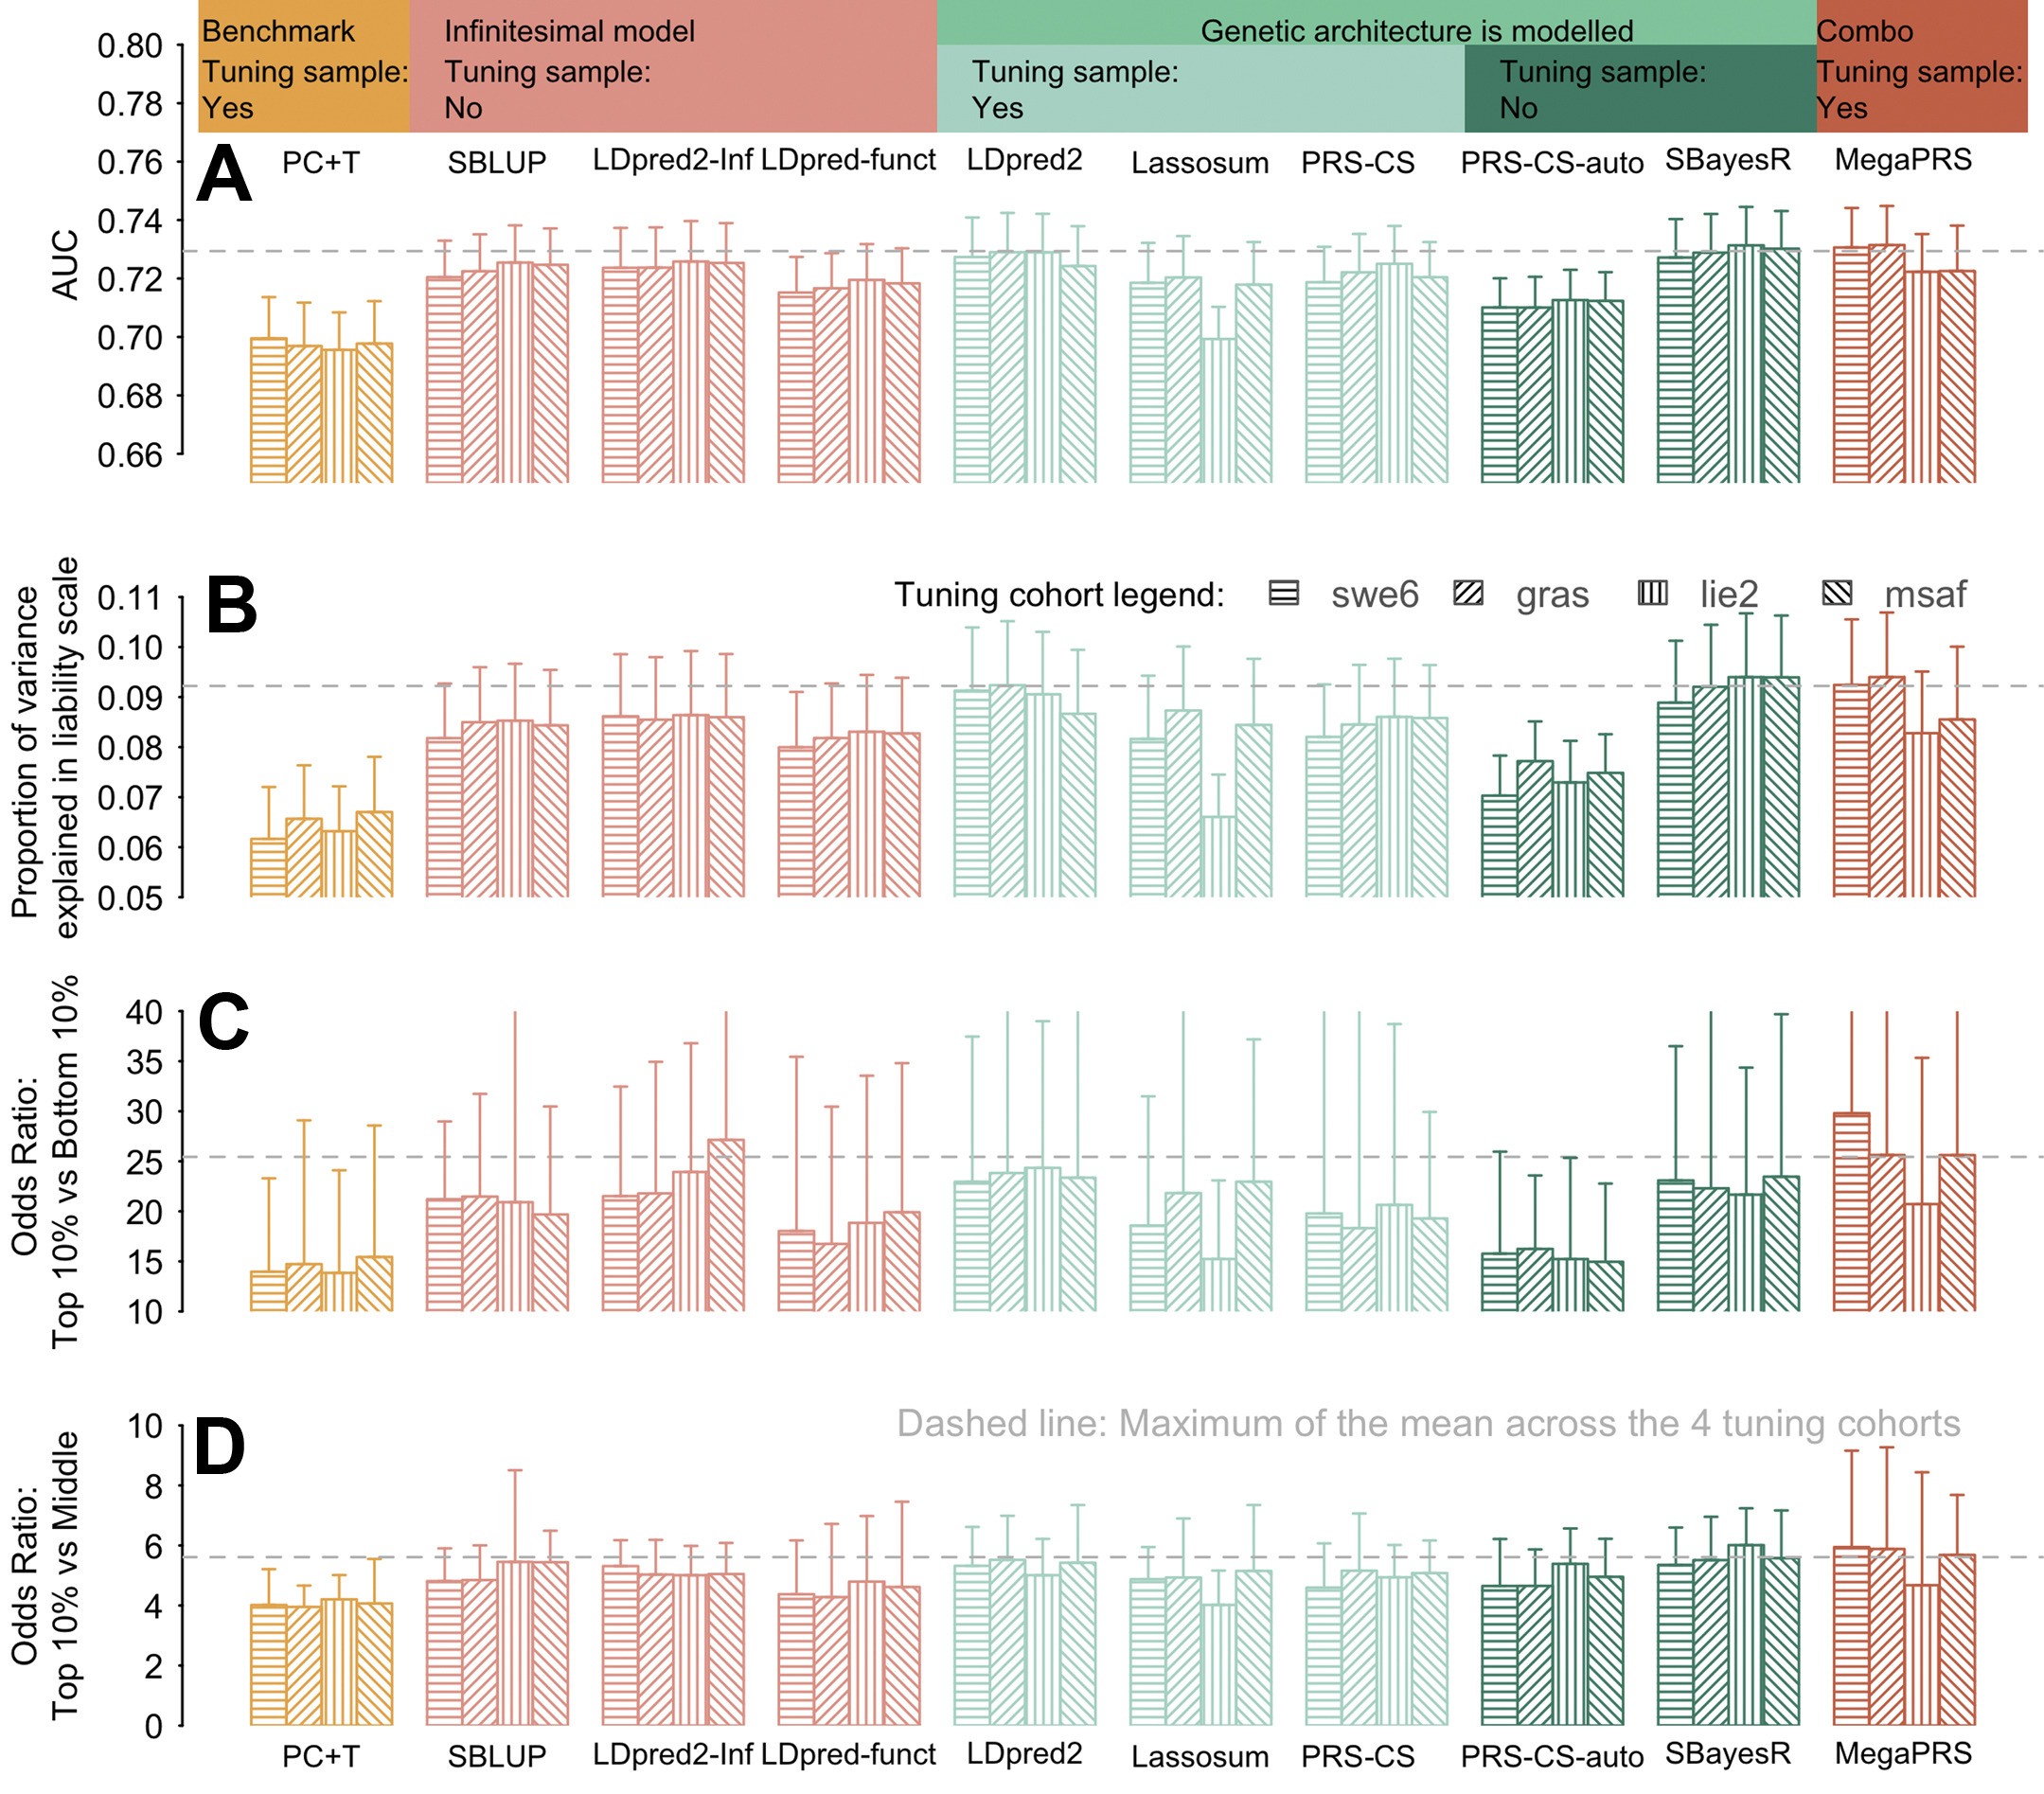 Benchmark
Tuning sample:
Yes
Infinitesimal model
Tuning sample:
No
Genetic architecture is modelled
Tuning sample:
Yes
Tuning sample:
No
Combo
Tuning sample:
Yes
A
PC+T SBLUP LDpred2-Inf LDpred-funct LDpred2 Lassosum PRS-CS PRS-CS-auto SBayesR MegaPRS
AUC
0.80
0.78
0.76
0.74
0.72
0.70
0.68
0.66
B
Tuning cohort legend: swe6 gras lie2 msaf
Proportion of variance
explained in liability scale
0.11
0.10
0.09
0.08
0.07
0.06
0.05
C
Odds Ratio:
Top 10% vs Bottom 10%
40
35
30
25
20
15
10
D
Dashed line: Maximum of the mean across the 4 tuning cohorts
Odds Ratio:
Top 10% vs Middle
10
8
6
4
2
0
PC+T SBLUP LDpred2-Inf LDpred-funct LDpred2 Lassosum PRS-CS PRS-CS-auto SBayesR MegaPRS